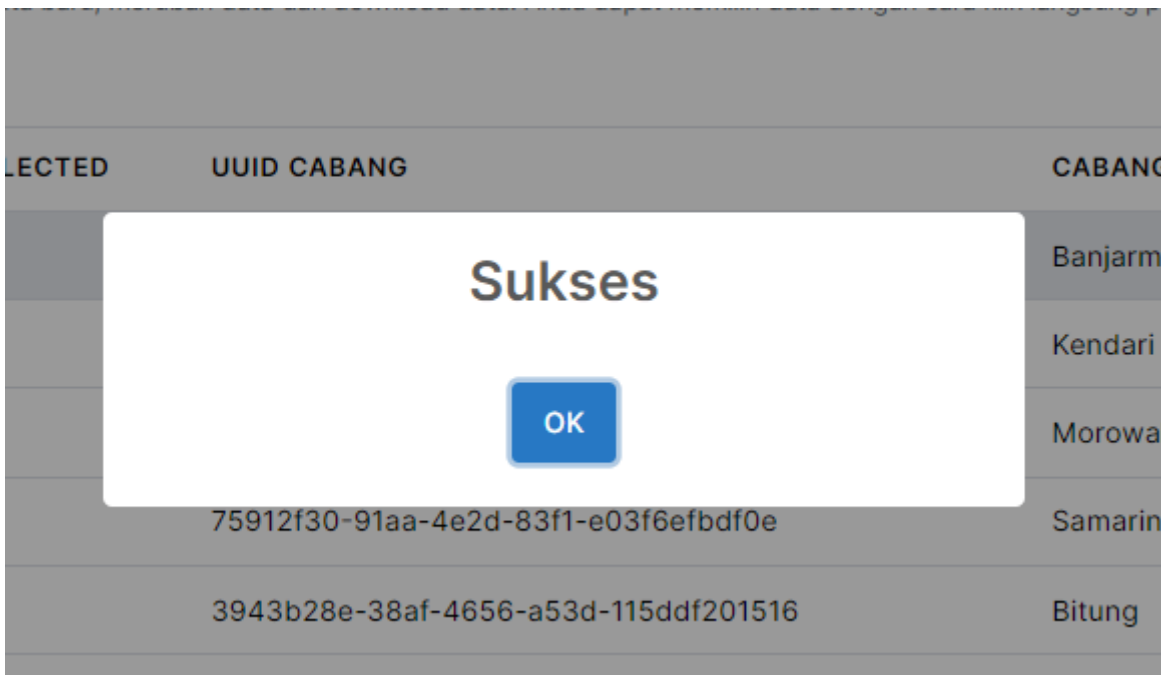 LECTED UUID CABANG CABANG
Sukses
Banjarm
Kendari
OK
Morowa
75912f30-91aa-4e2d-83f1-e03f6efbdf0e Samarin
3943b28e-38af-4656-a53d-115ddf201516 Bitung